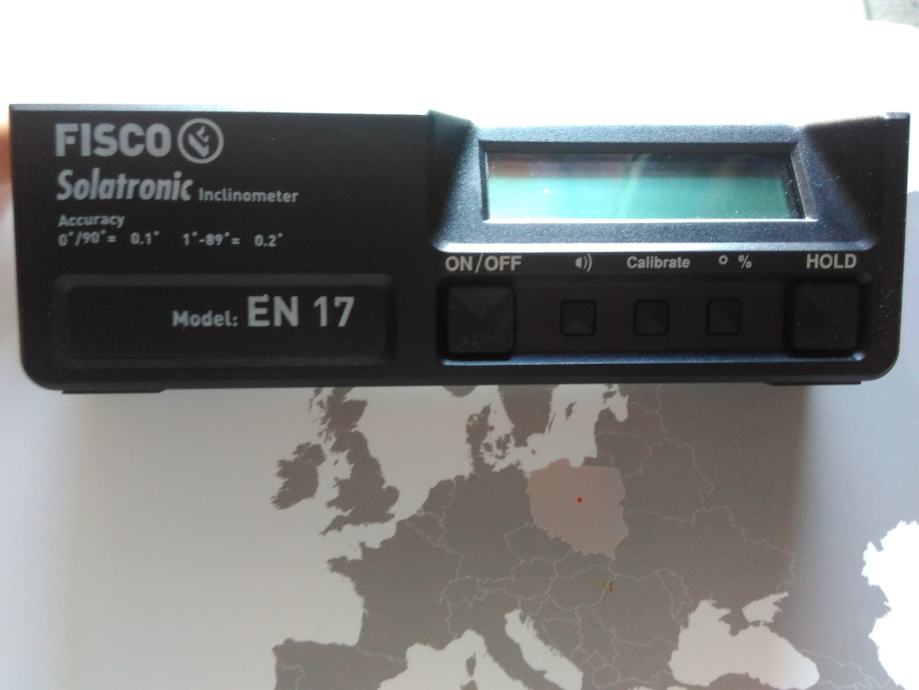 FISCO
Solatronic Inclinometer
Accuracy
0°/90°= 0.1° 1°-89°= 0.2°
Model: EN 17
ON/OFF Calibrate ° % HOLD